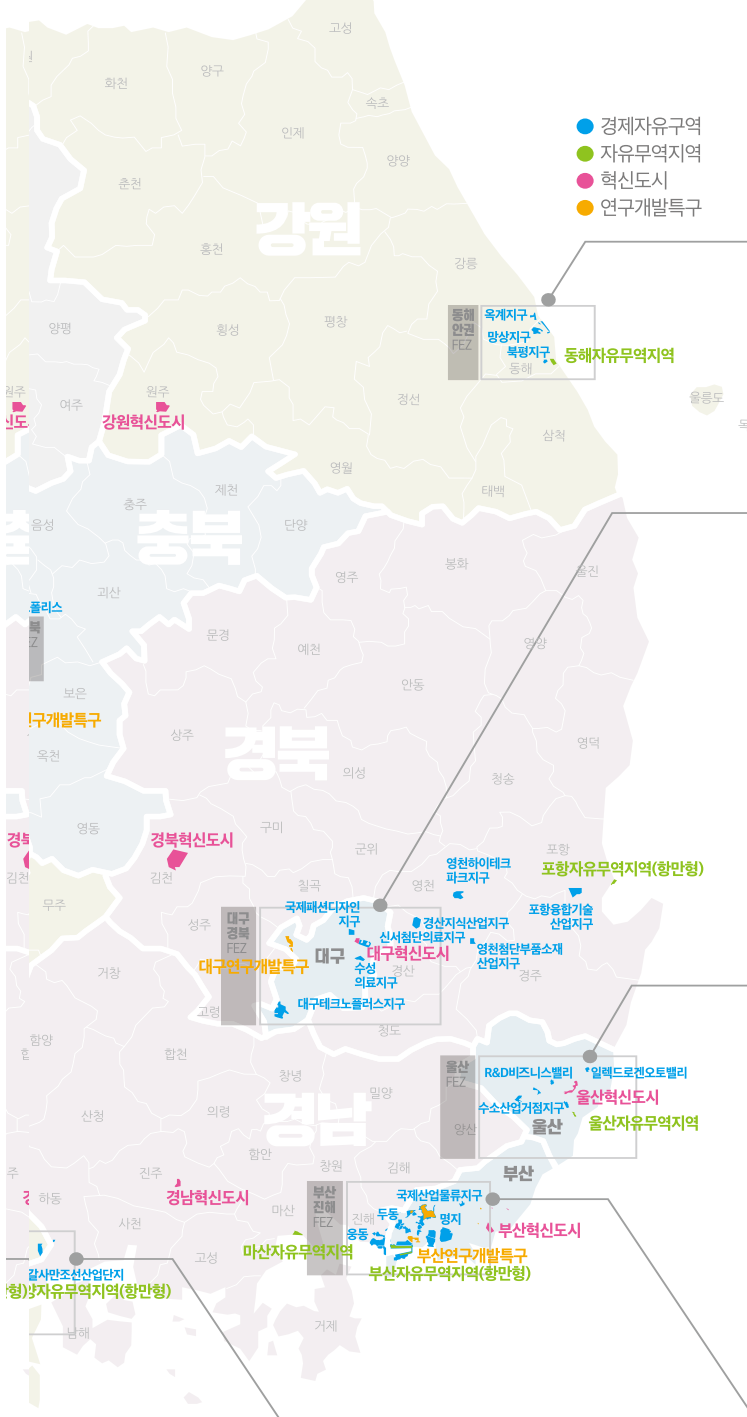 고성
화천
양구
속초
인제
양양
춘천
강원
홍천
강릉
경제자유구역
자유무역지역
혁신도시
연구개발특구
양평
횡성
평창
동해
안권
FEZ
옥계지구
망상지구
북평지구
동해자유무역지역
동해
원주
여주
원주
신도
강원혁신도시
정선
삼척
울릉도
영월
태백
충주
제천
단양
음성
충북
괴산
폴리스
북
EZ
영주
봉화
울진
문경
예천
영양
보은
구개발특구
안동
옥천
상주
경북
의성
청송
영덕
영동
구미
군위
포항
경북
경북혁신도시
김천
김천
칠곡
영천
영천하이테크
파크지구
포항자유무역지역(항만형)
무주
성주
대구
경북
FEZ
국제패션디자인
지구
대구
경산지식산업지구
신서첨단의료지구
대구혁신도시
포항융합기술
산업지구
영천첨단부품소재
산업지구
대구연구개발특구
수성
의료지구
경산
경주
대구테크노플러스지구
거창
고령
청도
함양
합천
창녕
밀양
울산
FEZ
R&D비즈니스밸리
일렉드로겐오토밸리
울산혁신도시
수소산업거점지구
울산자유무역지역
울산
양산
산청
의령
경남
함안
창원
김해
부산
진주
하동
경남혁신도시
사천
마산
부산
진해
FEZ
진해
국제산업물류지구
두동
명지
웅동
부산혁신도시
마산자유무역지역
부산연구개발특구
부산자유무역지역(항만형)
고성
갈사만조선산업단지
자유무역지역(항만형)
남해
거제